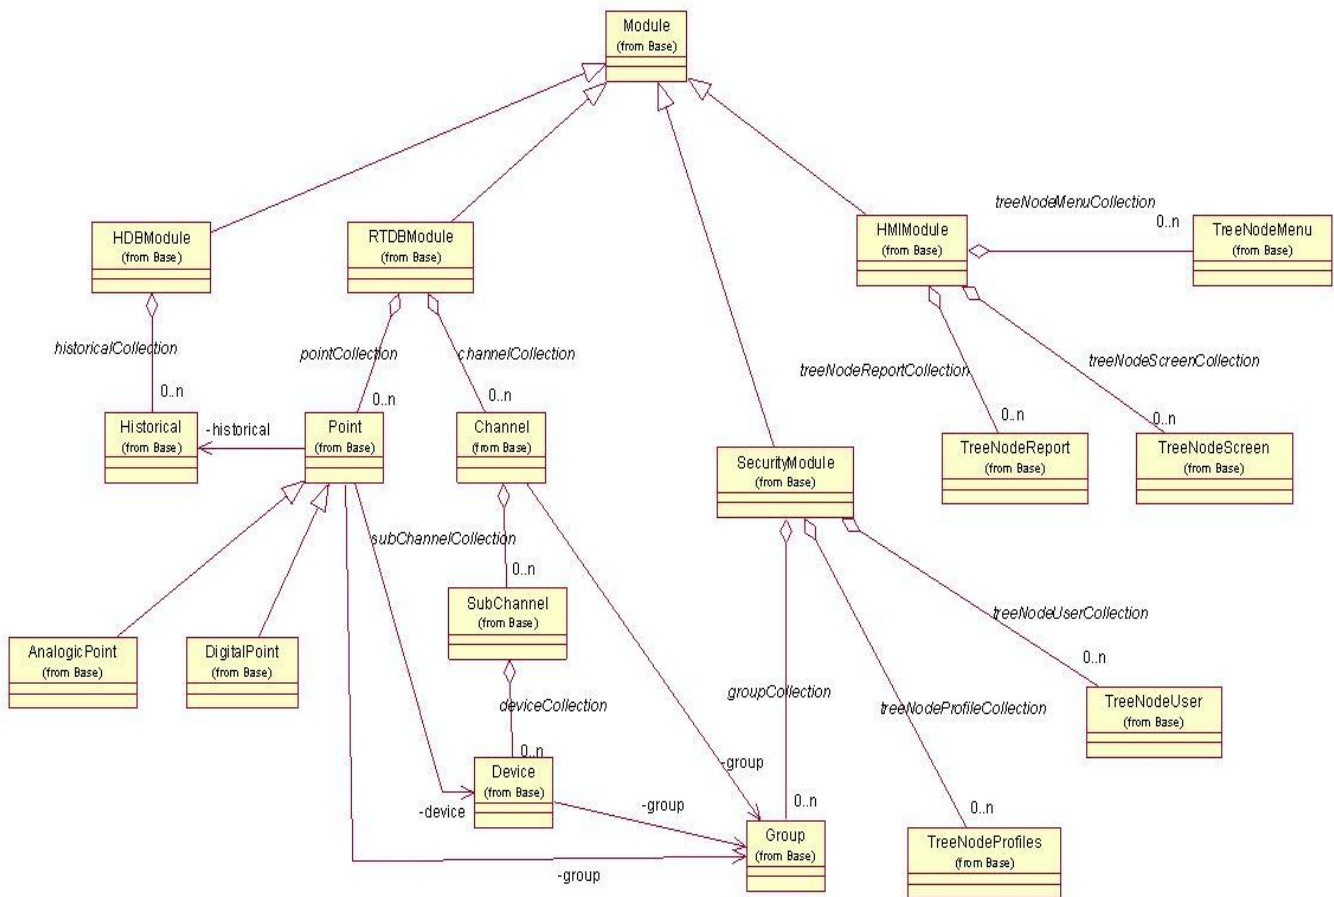 Module
(from Base)
treeNodeMenuCollection
0..n
HDBModule
(from Base)
RTDBModule
(from Base)
HMIModule
(from Base)
TreeNodeMenu
(from Base)
historicalCollection
pointCollection
channelCollection
treeNodeReportCollection
treeNodeScreenCollection
0..n
0..n
0..n
0..n
0..n
Historical
(from Base)
-historical
Point
(from Base)
Channel
(from Base)
SecurityModule
(from Base)
TreeNodeReport
(from Base)
TreeNodeScreen
(from Base)
subChannelCollection
0..n
SubChannel
(from Base)
treeNodeUserCollection
AnalogicPoint
(from Base)
DigitalPoint
(from Base)
0..n
deviceCollection
groupCollection
treeNodeProfileCollection
TreeNodeUser
(from Base)
0..n
Device
(from Base)
-group
-device
-group
0..n
0..n
Group
(from Base)
TreeNodeProfiles
(from Base)
-group